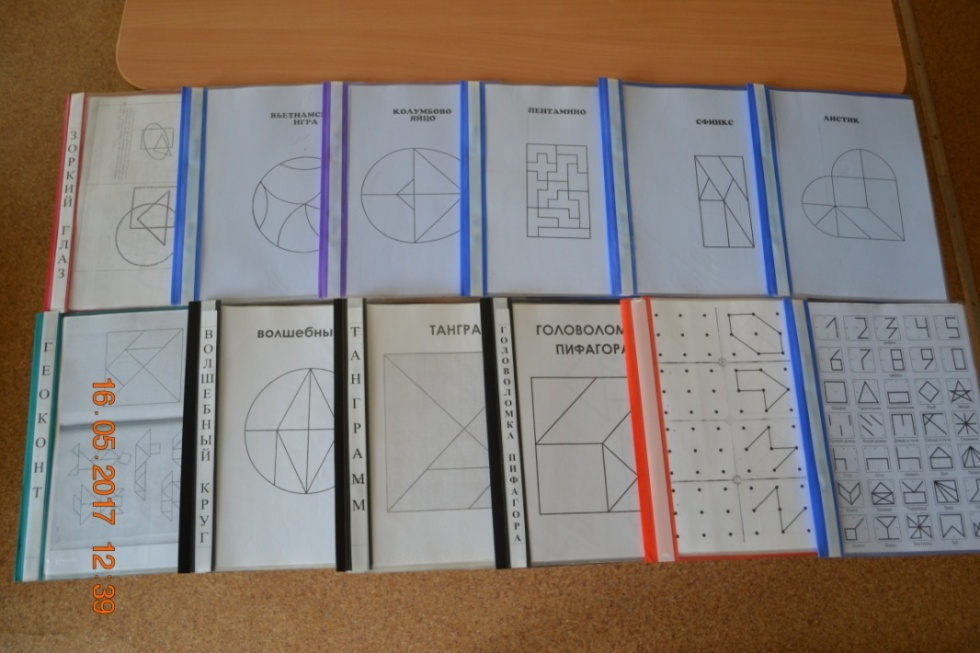 ЗОРКИЙ ГЛАЗ
ВЬЕТНАМС
ИГРА
КОЛУМБОВО
ЯЙЦО
ПЕНТАМИНО
СФИНКС
ЛИСТИК
ГЕОКОНТ
ВОЛШЕБНЫЙ КРУГ
ВОЛШЕБНЫ
ТАНГРАММ
ТАНГРА
ГОЛОВОЛОМКА ПИФАГОРА
ГОЛОВОЛОМ
ПИФАГОРА
1 2 3 4 5
6 7 8 9 0
16.05.2017 12:39